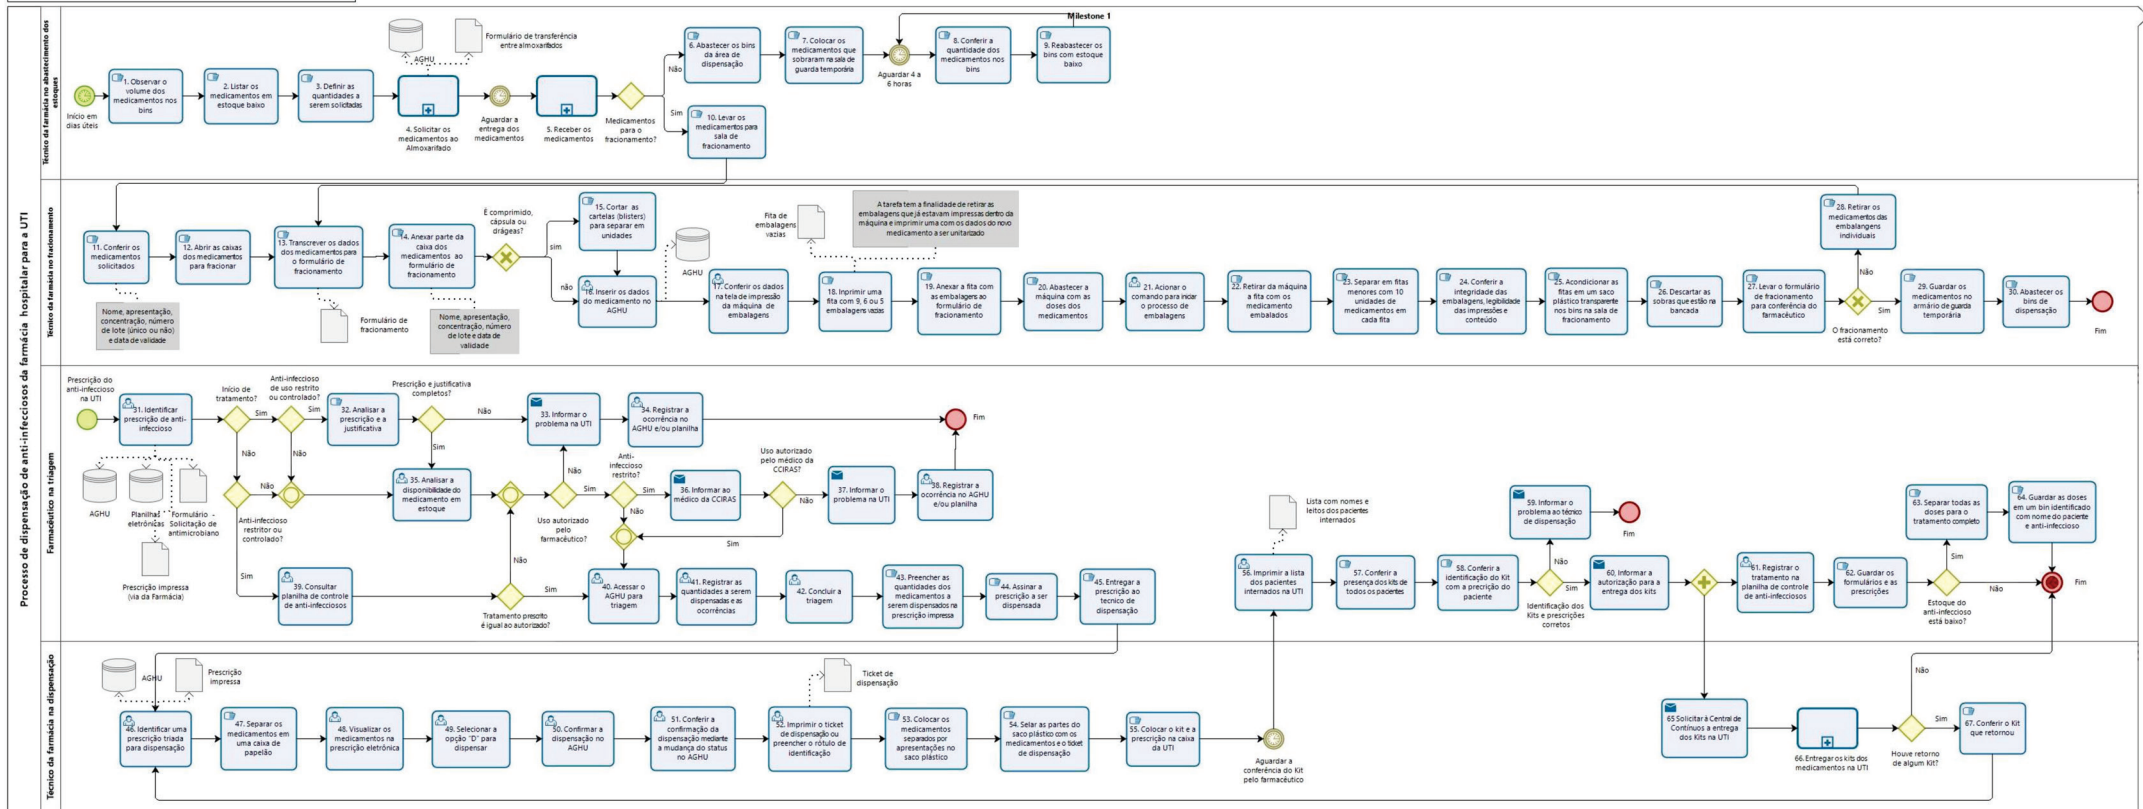 Processo de dispensação de anti-infecciosos da farmácia hospitalar para a UTI
Técnico da farmácia no abastecimento dos
estoques
Milestone 1
Início em
dias úteis
1. Observar o
volume dos
medicamentos nos
bins
2. Listar os
medicamentos em
estoque baixo
3. Definir as
quantidades a
serem solicitadas
AGHU
Formulário de transferência
entre almoxarifados
4. Solicitar os
medicamentos ao
Almoxarifado
Aguardar a
entrega dos
medicamentos
5. Receber os
medicamentos
Medicamentos
para o
fracionamento?
Não
Sim
6. Abastecer os bins
da área de
dispensação
7. Colocar os
medicamentos que
sobraram na sala de
guarda temporária
Aguardar 4 a
6 horas
8. Conferir a
quantidade dos
medicamentos nos
bins
9. Reabastecer os
bins com estoque
baixo
10. Levar os
medicamentos para
sala de
fracionamento
Técnico da farmácia no fracionamento
11. Conferir os
medicamentos
solicitados
Nome, apresentação,
concentração, número
de lote (único ou não)
e data de validade
12. Abrir as caixas
dos medicamentos
para fracionar
13. Transcrever os dados
dos medicamentos para
o formulário de
fracionamento
Formulário de
fracionamento
14. Anexar parte da
caixa dos
medicamentos ao
formulário de
fracionamento
Nome, apresentação,
concentração, número
de lote e data de
validade
É comprimido,
cápsula ou
drágeas?
sim
não
15. Cortar as
cartelas (blisters)
para separar em
unidades
16. Inserir os dados
do medicamento no
AGHU
AGHU
17. Conferir os dados
na tela de impressão
da máquina de
embalagens
Fita de
embalagens
vazias
A tarefa tem a finalidade de retirar as
embalagens que já estavam impressas dentro da
máquina e imprimir uma com os dados do novo
medicamento a ser unitarizado
18. Imprimir uma
fita com 9, 6 ou 5
embalagens vazias
19. Anexar a fita com
as embalagens ao
formulário de
fracionamento
20. Abastecer a
máquina com as
doses dos
medicamentos
21. Acionar o
comando para iniciar
o processo de
embalagens
22. Retirar da máquina
a fita com os
medicamento
embalados
23. Separar em fitas
menores com 10
unidades de
medicamentos em
cada fita
24. Conferir a
integridade das
embalagens, legibilidade
das impressões e
conteúdo
25. Acondicionar as
fitas em um saco
plástico transparente
nos bins na sala de
fracionamento
26. Descartar as
sobras que estão na
bancada
27. Levar o formulário
de fracionamento
para conferência do
farmacêutico
28. Retirar os
medicamentos das
embalangens
individuais
Não
Sim
O fracionamento
está correto?
29. Guardar os
medicamentos no
armário de guarda
temporária
30. Abastecer os
bins de
dispensação
Fim
Farmacêutico na triagem
Prescrição do
anti-infeccioso
na UTI
31. Identificar
prescrição de anti-
infeccioso
AGHU
Planilhas
eletrônicas
Formulário -
Solicitação de
antimicrobiano
Prescrição impressa
(via da Farmácia)
Início de
tratamento?
Sim
Não
Anti-infeccioso
de uso restrito
ou controlado?
Sim
Não
Não
Sim
Anti-infeccioso
restritor ou
controlado?
32. Analisar a
prescrição e a
justificativa
Prescrição e justificativa
completos?
Não
Sim
33. Informar o
problema na UTI
34. Registrar a
ocorrência no
AGHU e/ou planilha
Fim
35. Analisar a
disponibilidade do
medicamento em
estoque
Não
Sim
Uso autorizado
pelo
farmacêutico?
Anti-
infeccioso
restrito?
Sim
Não
36. Informar ao
médico da CCIRAS
Uso autorizado
pelo médico da
CCIRAS?
Não
Sim
37. Informar o
problema na UTI
38. Registrar a
ocorrência no AGHU
e/ou planilha
39. Consultar
planilha de controle
de anti-infecciosos
Não
Sim
Tratamento prescrito
é igual ao autorizado?
40. Acessar o
AGHU para
triagem
41. Registrar as
quantidades a serem
dispensadas e as
ocorrências
42. Concluir a
triagem
43. Preencher as
quantidades dos
medicamentos a
serem dispensados na
prescrição impressa
44. Assinar a
prescrição a ser
dispensada
45. Entregar a
prescrição ao
tecnico de
dispensação
Lista com nomes e
leitos dos pacientes
internados
56. Imprimir a lista
dos pacientes
internados na UTI
57. Conferir a
presença dos kits de
todos os pacientes
58. Conferir a
identificação do Kit
com a precrição do
paciente
59. Informar o
problema ao técnico
de dispensação
Fim
Não
Sim
Identificação dos
Kits e prescrições
corretos
60. Informar a
autorização para a
entrega dos kits
61. Registrar o
tratamento na
planilha de controle
de anti-infecciosos
62. Guardar os
formulários e as
prescrições
63. Separar todas as
doses para o
tratamento completo
64. Guardar as doses
em um bin identificado
com nome do paciente
e anti-infeccioso
Sim
Não
Estoque do
anti-infeccioso
está baixo?
Fim
Técnico da farmácia na dispensação
AGHU
Prescrição
impressa
46. Identificar uma
prescrição triada
para dispensação
47. Separar os
medicamentos em
uma caixa de
papelão
48. Visualizar os
medicamentos na
prescrição eletrônica
49. Selecionar a
opção "D" para
dispensar
50. Confirmar a
dispensação no
AGHU
51. Conferir a
confirmação da
dispensação mediante
a mudança do status
no AGHU
Ticket de
dispensação
52. Imprimir o ticket
de dispensação ou
preencher o rótulo de
identificação
53. Colocar os
medicamentos
separados por
apresentações no
saco plástico
54. Selar as partes do
saco plástico com os
medicamentos e o ticket
de dispensação
55. Colocar o kit e a
prescrição na caixa
da UTI
Aguardar a
conferência do Kit
pelo farmacêutico
65 Solicitar à Central de
Contínuos a entrega
dos Kits na UTI
66. Entregar os kits dos
medicamentos na UTI
Não
Sim
Houve retorno
de algum Kit?
67. Conferir o Kit
que retornou